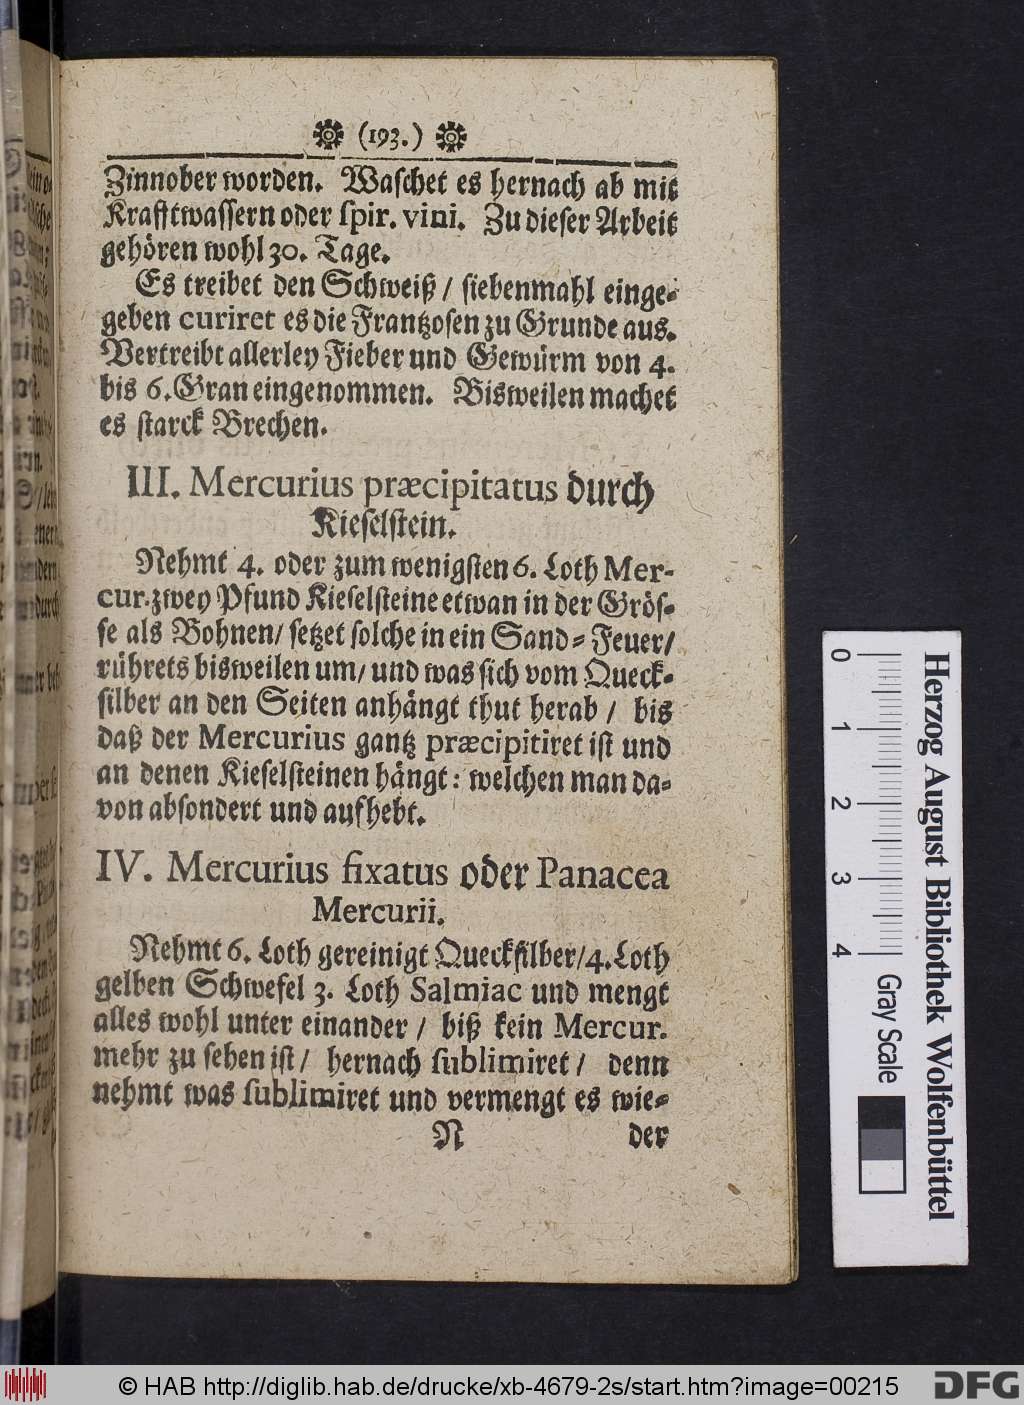 (193.)
Zinnober worden. Waschet es hernach ab mit
Krafftwassern oder spir. vini. Zu dieser Arbeit
gehören wohl 30. Tage.
Es treibet den Schweiß / siebenmahl einge-
geben curiret es die Frantzosen zu Grunde aus.
Vertreibt allerley Fieber und Gewürm von 4.
bis 6. Gran eingenommen. Bisweilen machet
es starck Brechen.
III. Mercurius præcipitatus durch
Kieselstein.
Nehmt 4. oder zum wenigsten 6. Loth Mer-
cur. zwey Pfund Kieselsteine etwan in der Grös-
se als Bohnen / setzet solche in ein Sand-Feuer /
rührets bisweilen um / und was sich vom Queck-
silber an den Seiten anhängt thut herab / bis
daß der Mercurius gantz præcipitiret ist und
an denen Kieselsteinen hängt: welchen man da-
von absondert und aufhebt.
IV. Mercurius fixatus oder Panacea
Mercurii.
Nehmt 6. Loth gereinigt Quecksilber / 4. Loth
gelben Schwefel 3. Loth Salmiac und mengt
alles wohl unter einander / biß kein Mercur.
mehr zu sehen ist / hernach sublimiret / denn
nehmt was sublimiret und vermengt es wie-
N der
0 1 2 3 4
Herzog August Bibliothek Wolfenbüttel
Gray Scale
© HAB http://diglib.hab.de/drucke/xb-4679-2s/start.htm?image=00215
DFG